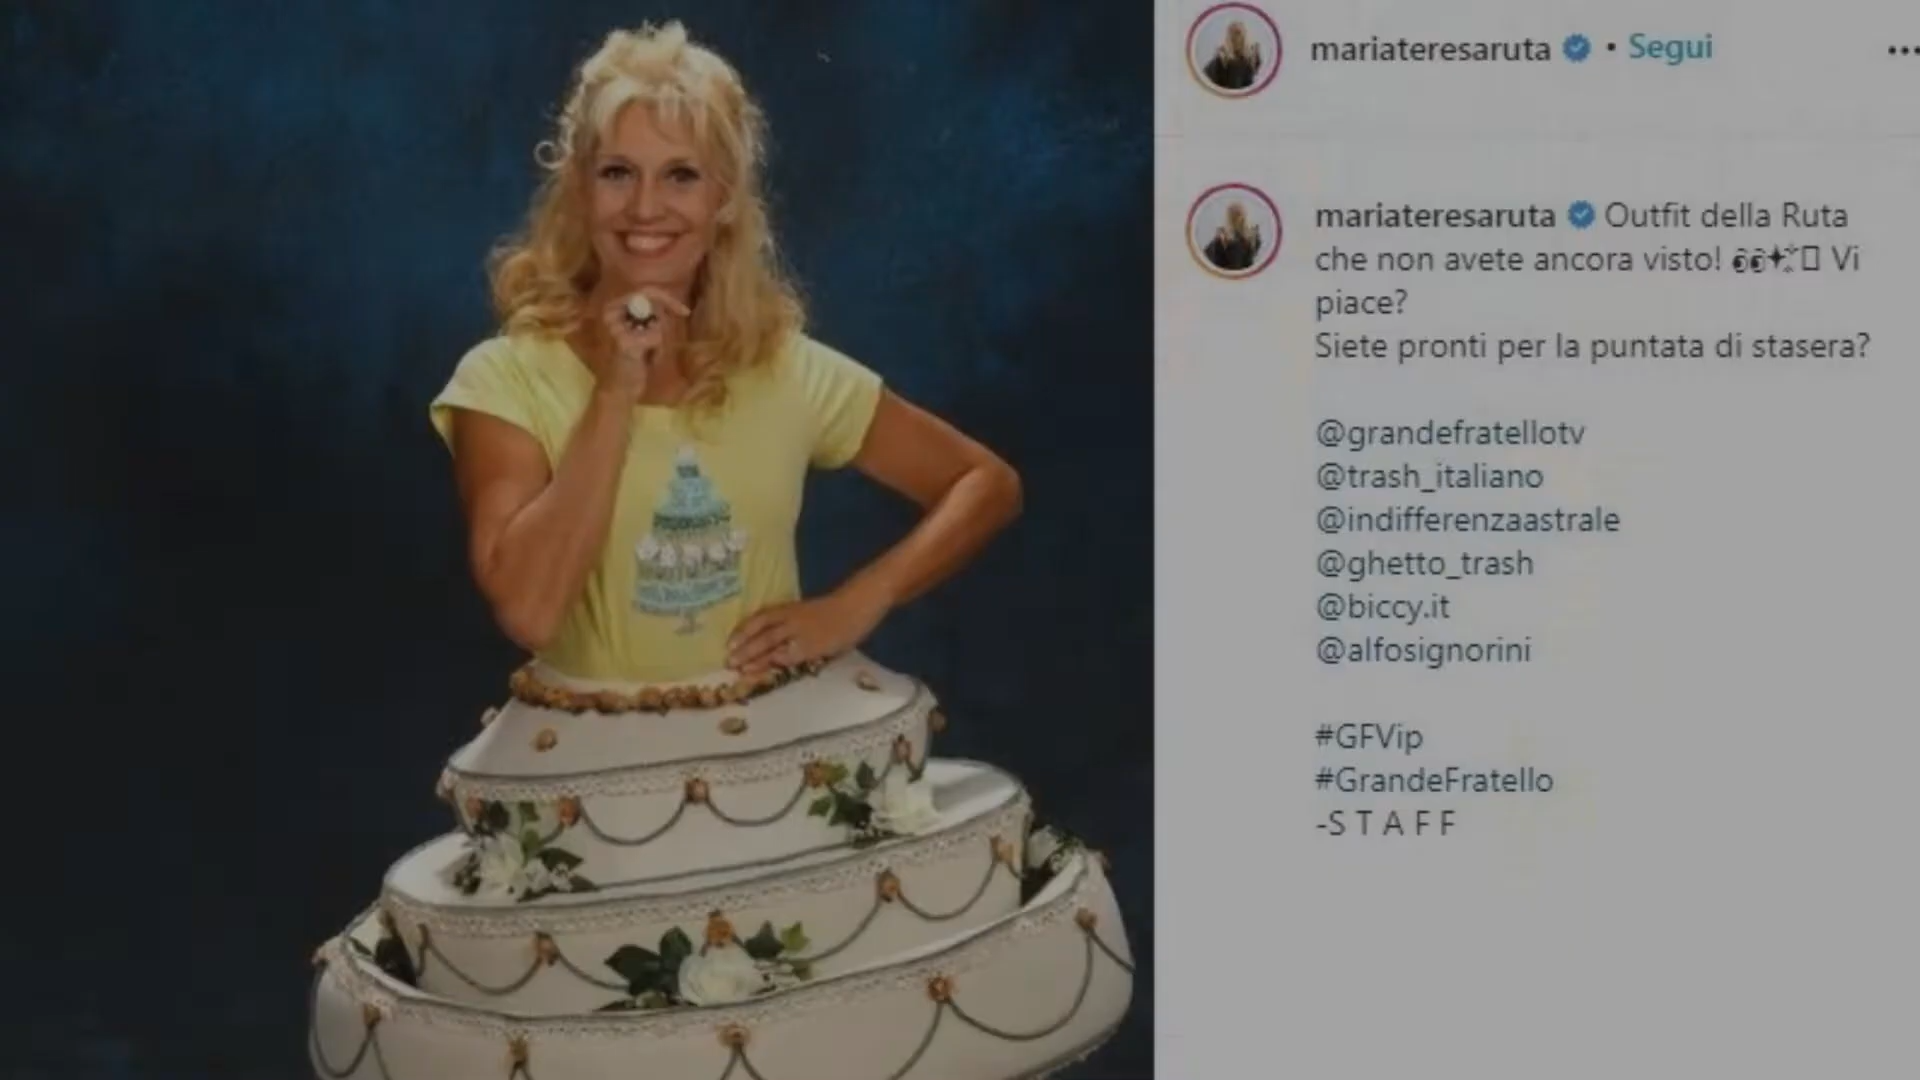 mariateresaruta • Segui
mariateresaruta Outfit della Ruta
che non avete ancora visto! Vi
piace?
Siete pronti per la puntata di stasera?
@grandefratellotv
@trash_italiano
@indifferenzaastrale
@ghetto_trash
@biccy.it
@alfosignorini
#GFVip
#GrandeFratello
-S T A F F